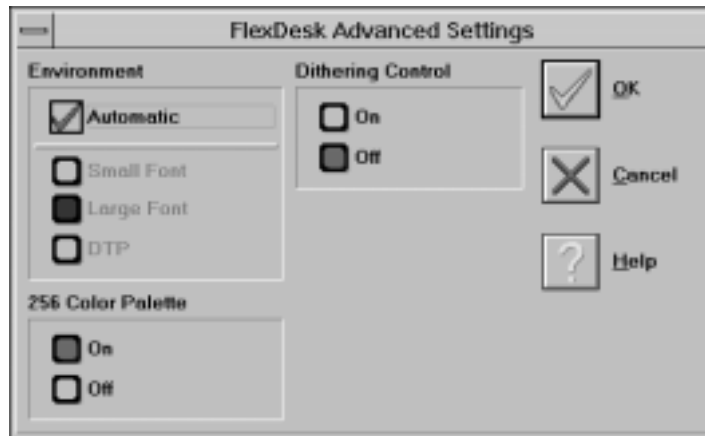 FlexDesk Advanced Settings
Environment
Automatic
Small Font
Large Font
DTP
256 Color Palette
On
Off
Dithering Control
On
Off
OK
Cancel
Help